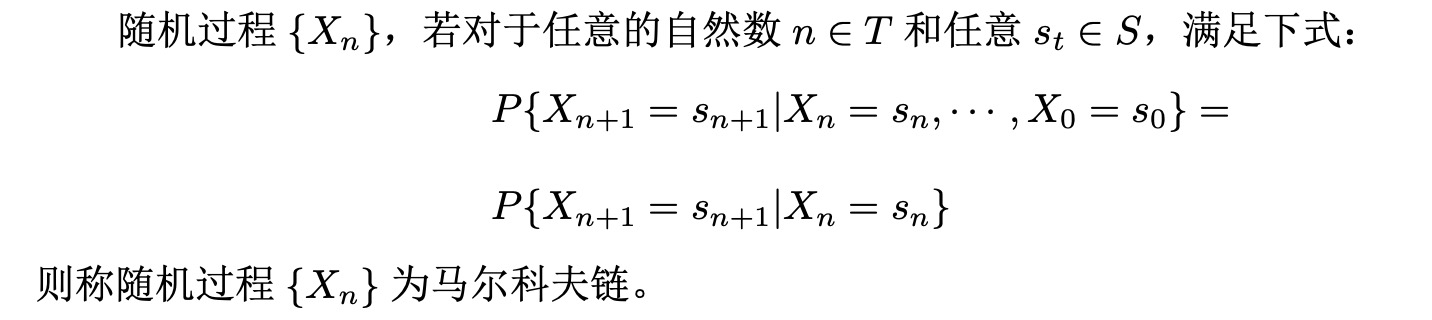 随机过程 {Xₙ}，若对于任意的自然数 n ∈ T 和任意 sₜ ∈ S，满足下式：
P{Xₙ₊₁ = sₙ₊₁|Xₙ = sₙ, ⋯ , X₀ = s₀} =
P{Xₙ₊₁ = sₙ₊₁|Xₙ = sₙ}
则称随机过程 {Xₙ} 为马尔科夫链。